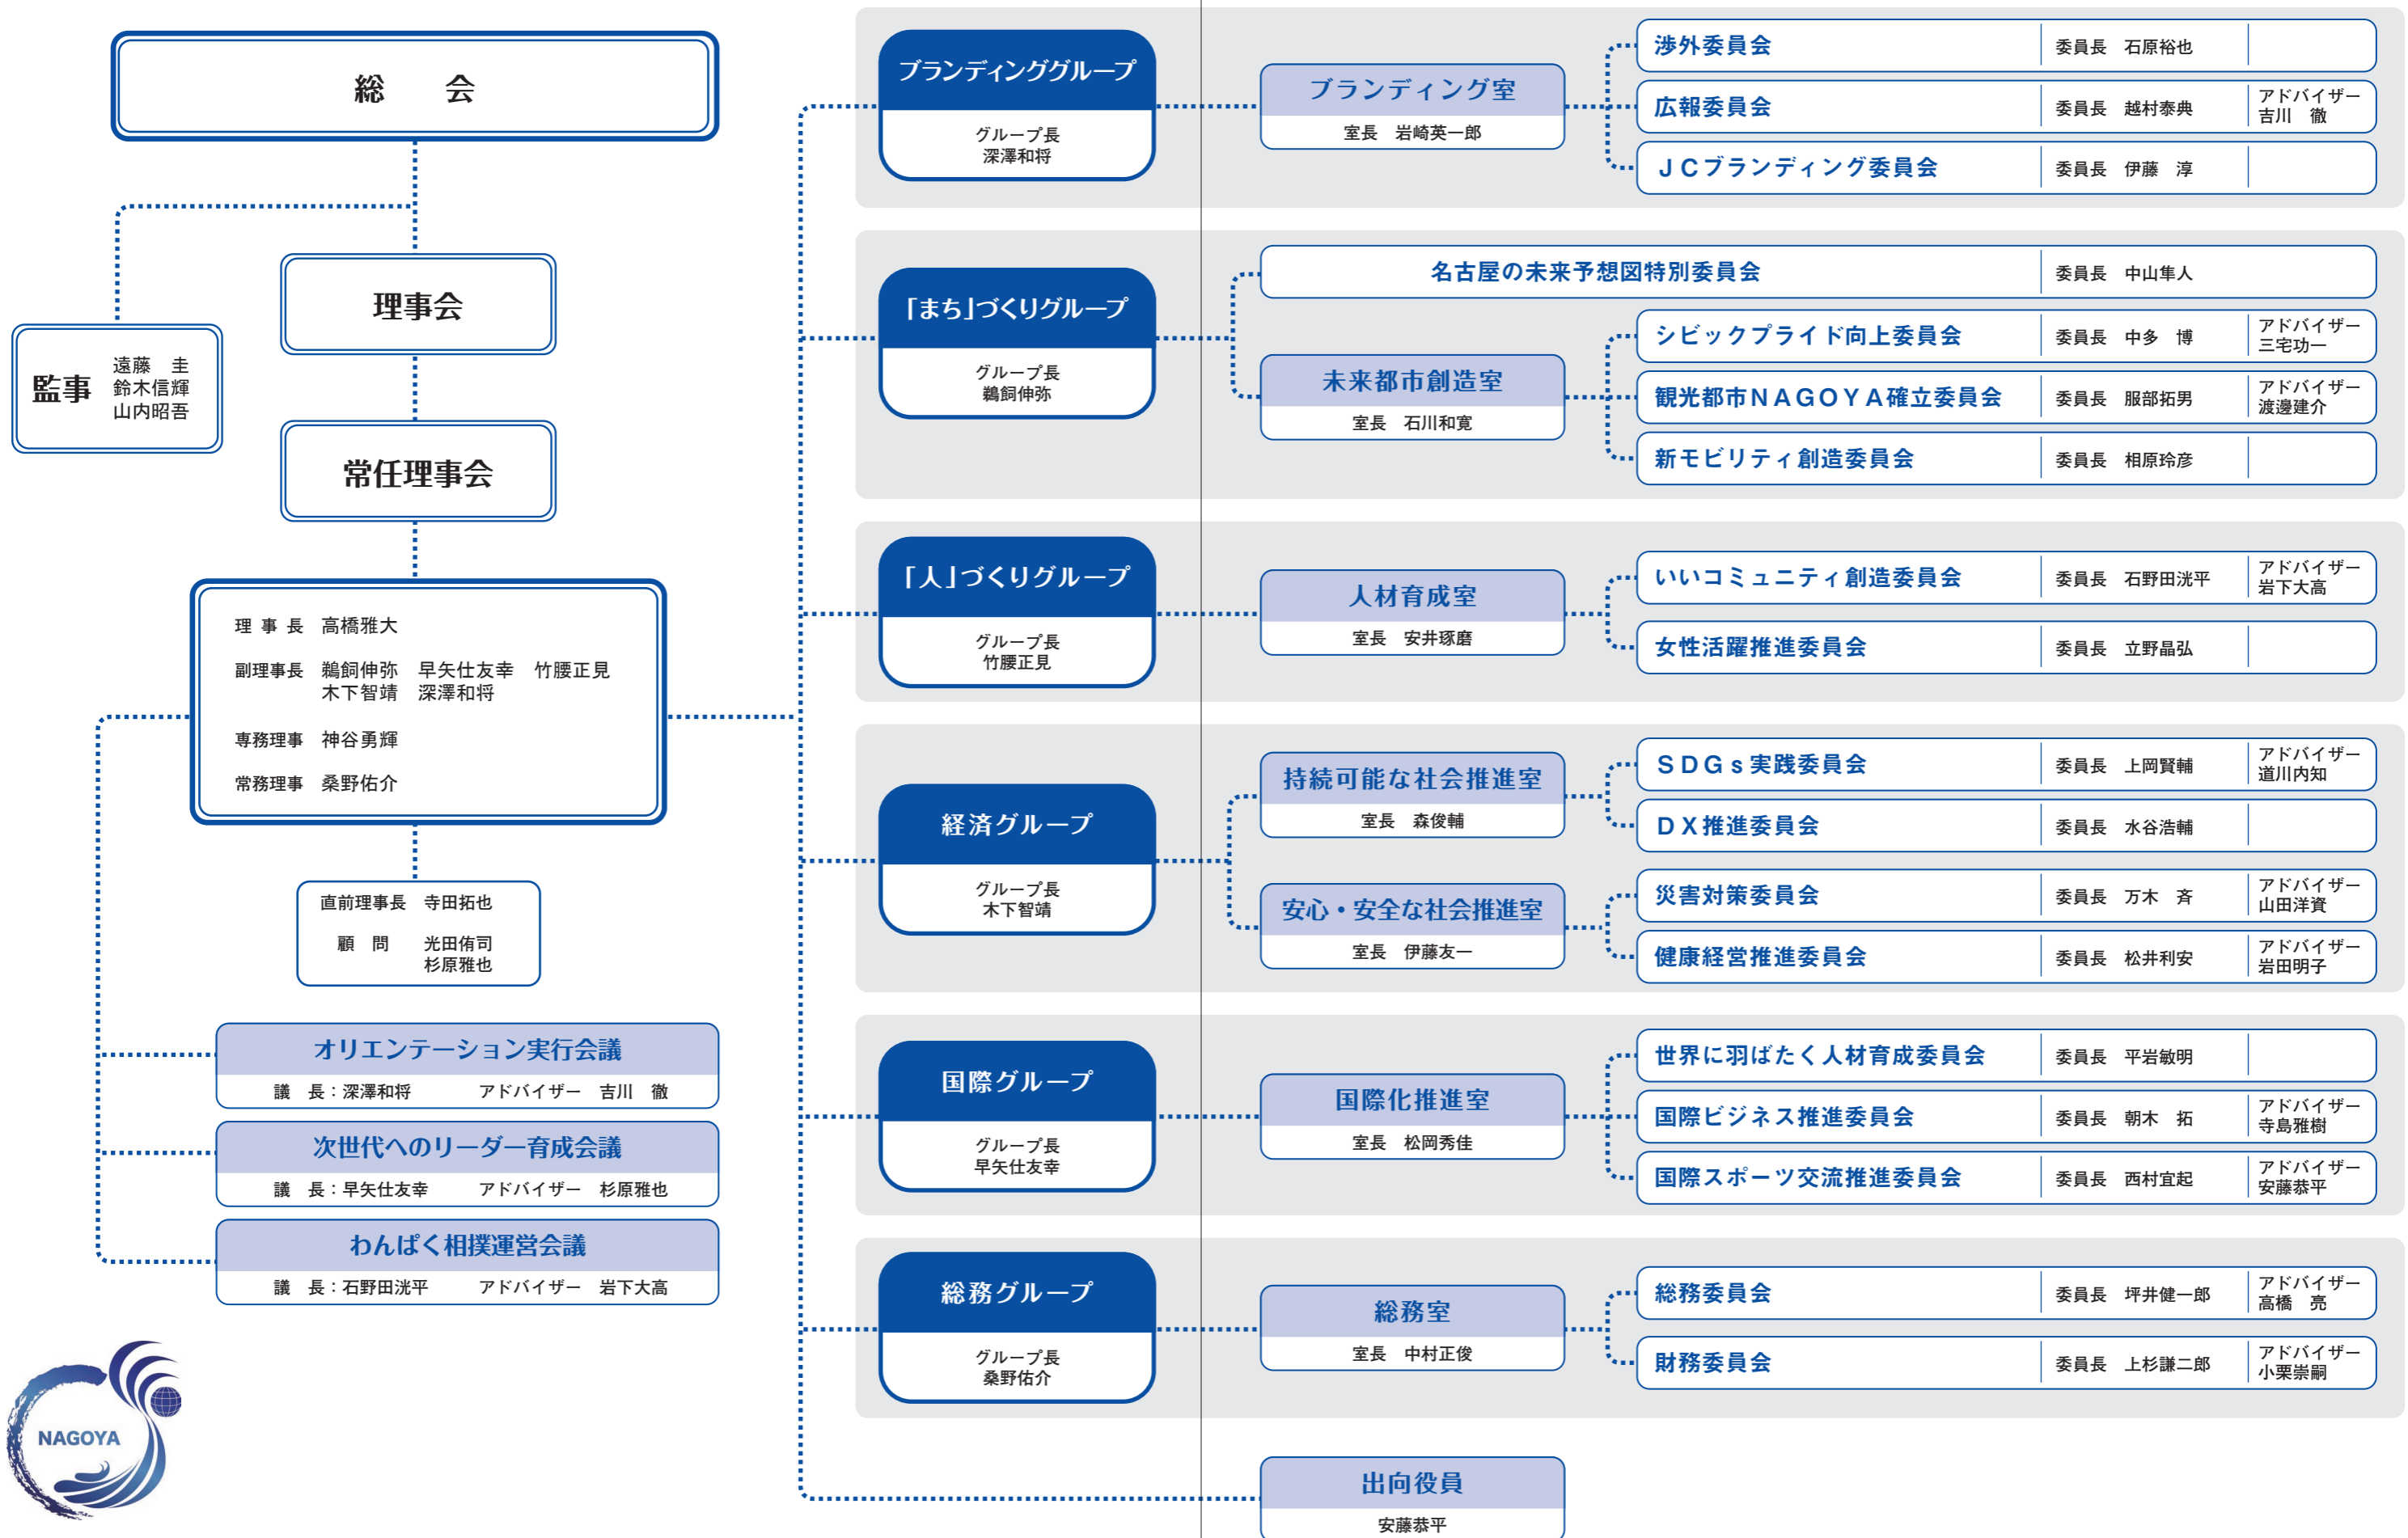 総　会
理事会
監事
遠藤　圭
鈴木信輝
山内昭吾
常任理事会
理 事 長　高橋雅大
副理事長　鵜飼伸弥　早矢仕友幸　竹腰正見
木下智靖　深澤和将
専務理事　神谷勇輝
常務理事　桑野佑介
直前理事長　寺田拓也
顧　問　光田侑司
杉原雅也
オリエンテーション実行会議
議　長：深澤和将　アドバイザー　吉川　徹
次世代へのリーダー育成会議
議　長：早矢仕友幸　アドバイザー　杉原雅也
わんぱく相撲運営会議
議　長：石野田洸平　アドバイザー　岩下大高
NAGOYA
ブランディンググループ
グループ長
深澤和将
ブランディング室
室長　岩崎英一郎
渉外委員会
委員長　石原裕也
広報委員会
委員長　越村泰典
アドバイザー
吉川　徹
ＪＣブランディング委員会
委員長　伊藤　淳
「まち」づくりグループ
グループ長
鵜飼伸弥
名古屋の未来予想図特別委員会
委員長　中山隼人
未来都市創造室
室長　石川和寛
シビックプライド向上委員会
委員長　中多　博
アドバイザー
三宅功一
観光都市ＮＡＧＯＹＡ確立委員会
委員長　服部拓男
アドバイザー
渡邊建介
新モビリティ創造委員会
委員長　相原玲彦
「人」づくりグループ
グループ長
竹腰正見
人材育成室
室長　安井琢磨
いいコミュニティ創造委員会
委員長　石野田洸平
アドバイザー
岩下大高
女性活躍推進委員会
委員長　立野晶弘
経済グループ
グループ長
木下智靖
持続可能な社会推進室
室長　森俊輔
ＳＤＧｓ実践委員会
委員長　上岡賢輔
アドバイザー
道川内知
ＤＸ推進委員会
委員長　水谷浩輔
安心・安全な社会推進室
室長　伊藤友一
災害対策委員会
委員長　万木　斉
アドバイザー
山田洋資
健康経営推進委員会
委員長　松井利安
アドバイザー
岩田明子
国際グループ
グループ長
早矢仕友幸
国際化推進室
室長　松岡秀佳
世界に羽ばたく人材育成委員会
委員長　平岩敏明
国際ビジネス推進委員会
委員長　朝木　拓
アドバイザー
寺島雅樹
国際スポーツ交流推進委員会
委員長　西村宜起
アドバイザー
安藤恭平
総務グループ
グループ長
桑野佑介
総務室
室長　中村正俊
総務委員会
委員長　坪井健一郎
アドバイザー
高橋　亮
財務委員会
委員長　上杉謙二郎
アドバイザー
小栗崇嗣
出向役員
安藤恭平